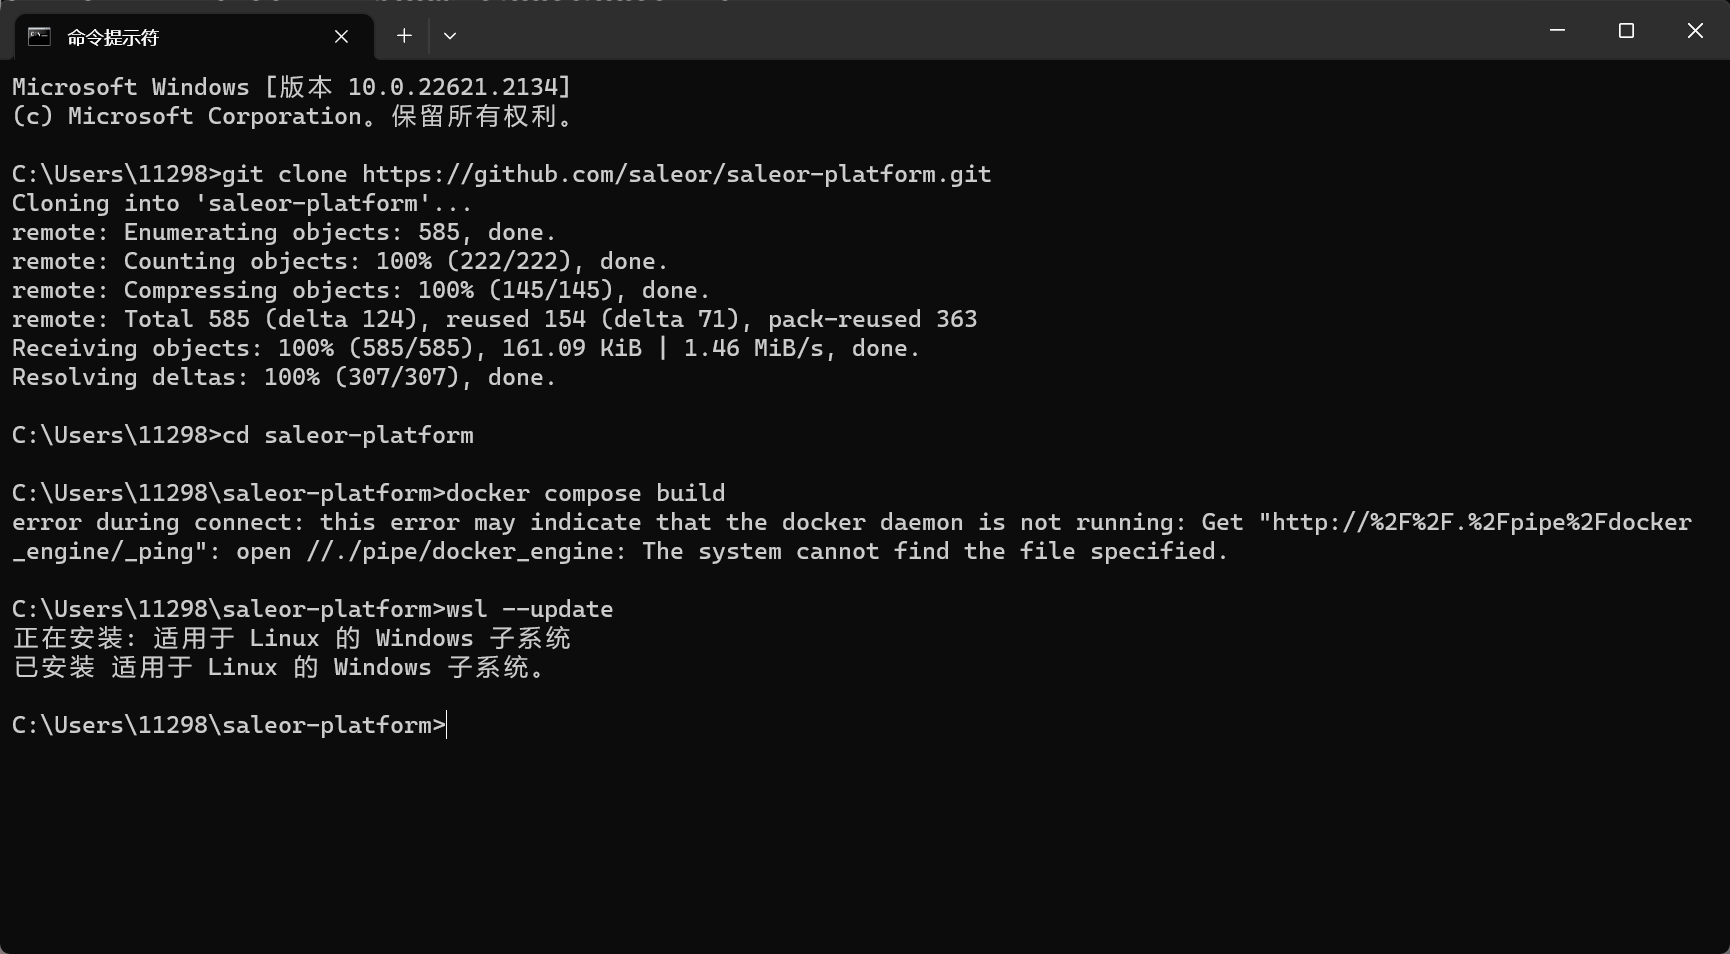 命令提示符
Microsoft Windows [版本 10.0.22621.2134]
(c) Microsoft Corporation。保留所有权利。
C:\Users\11298>git clone https://github.com/saleor/saleor-platform.git
Cloning into 'saleor-platform'...
remote: Enumerating objects: 585, done.
remote: Counting objects: 100% (222/222), done.
remote: Compressing objects: 100% (145/145), done.
remote: Total 585 (delta 124), reused 154 (delta 71), pack-reused 363
Receiving objects: 100% (585/585), 161.09 KiB | 1.46 MiB/s, done.
Resolving deltas: 100% (307/307), done.
C:\Users\11298>cd saleor-platform
C:\Users\11298\saleor-platform>docker compose build
error during connect: this error may indicate that the docker daemon is not running: Get "http://%2F%2F.%2Fpipe%2Fdocker
_engine/_ping": open //./pipe/docker_engine: The system cannot find the file specified.
C:\Users\11298\saleor-platform>wsl --update
正在安装: 适用于 Linux 的 Windows 子系统
已安装 适用于 Linux 的 Windows 子系统。
C:\Users\11298\saleor-platform>